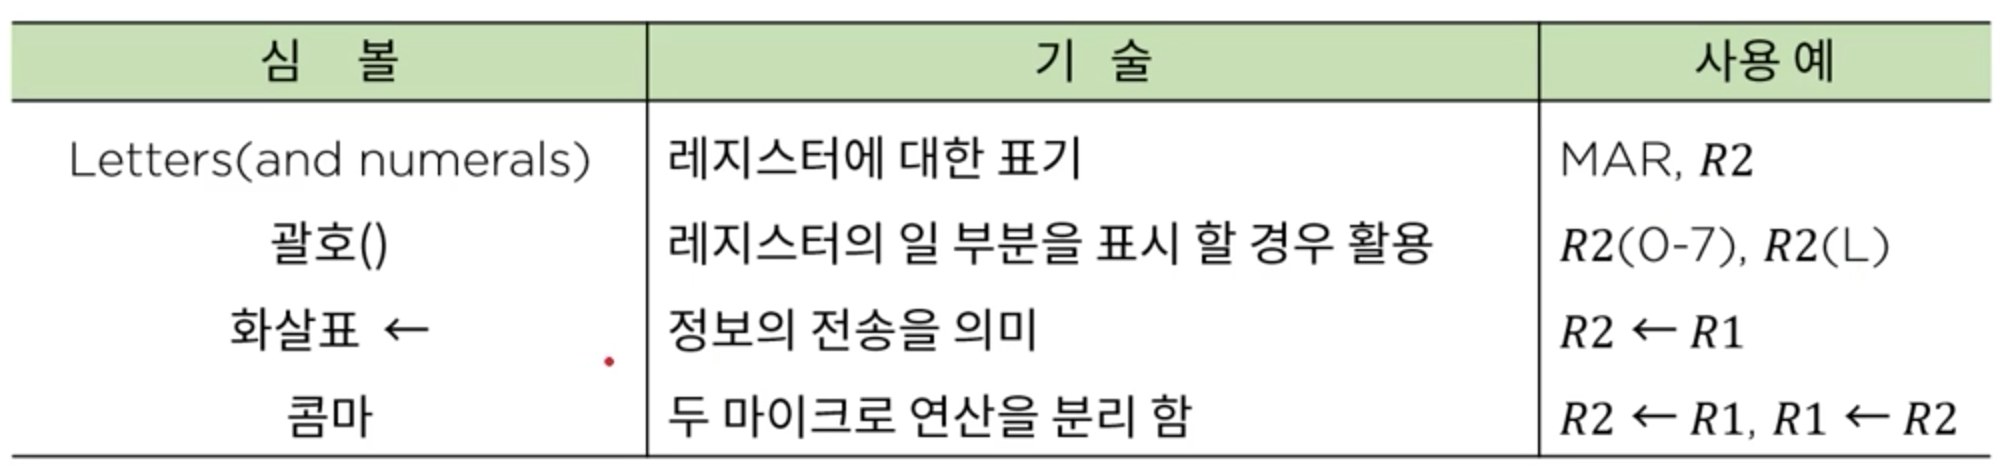 심 볼 기 술 사용 예
Letters(and numerals) 레지스터에 대한 표기 MAR, R2
괄호() 레지스터의 일 부분을 표시 할 경우 활용 R2(0-7), R2(L)
화살표 ← 정보의 전송을 의미 R2 ← R1
콤마 두 마이크로 연산을 분리 함 R2 ← R1, R1 ← R2